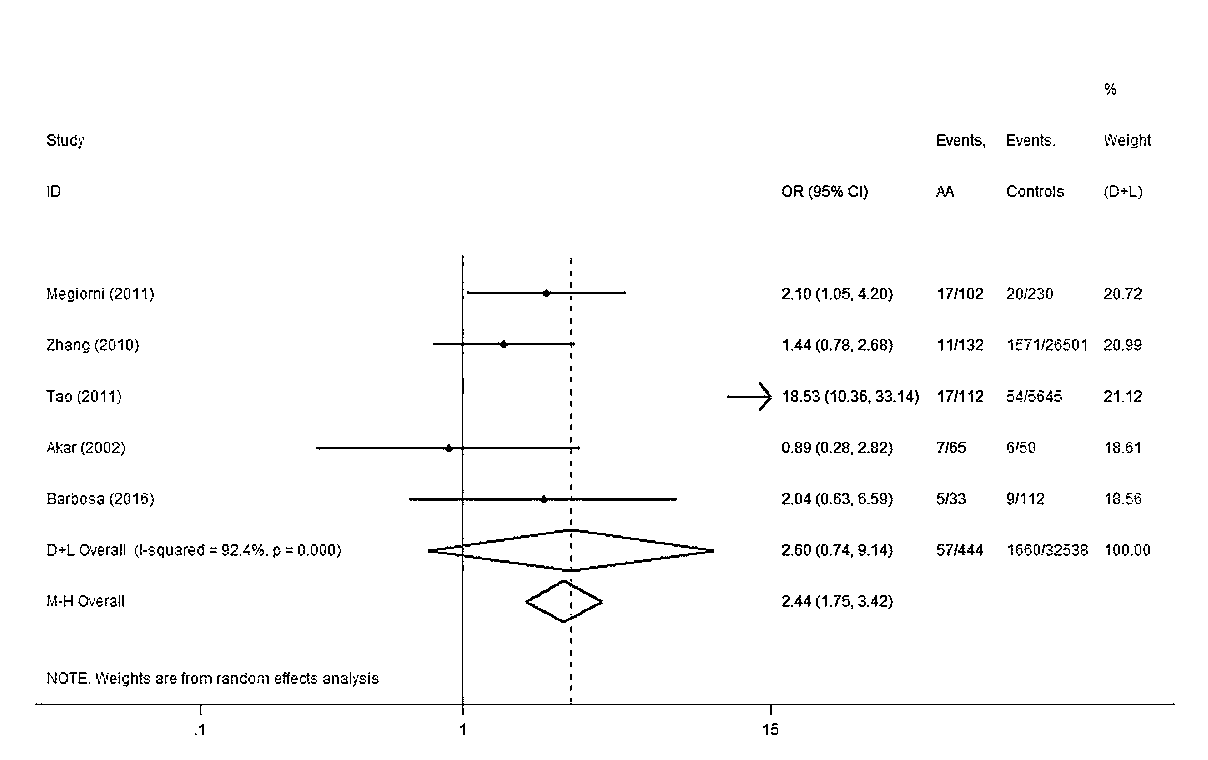 %
Study Events, Events, Weight
ID OR (95% CI) AA Controls (D+L)
Megiorni (2011) 2.10 (1.05, 4.20) 17/102 20/230 20.72
Zhang (2010) 1.44 (0.78, 2.68) 11/132 1571/26501 20.99
Tao (2011) 18.53 (10.36, 33.14) 17/112 54/5645 21.12
Akar (2002) 0.89 (0.28, 2.82) 7/65 6/50 18.61
Barbosa (2016) 2.04 (0.63, 6.59) 5/33 9/112 18.56
D+L Overall (I-squared = 92.4%, p = 0.000) 2.60 (0.74, 9.14) 57/444 1660/32538 100.00
M-H Overall 2.44 (1.75, 3.42)
NOTE: Weights are from random effects analysis
.1 1 15